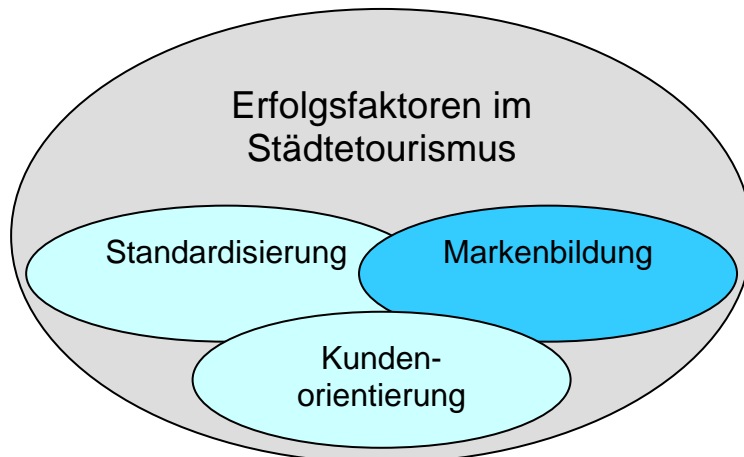 Erfolgsfaktoren im
Städtetourismus
Standardisierung
Markenbildung
Kunden-
orientierung